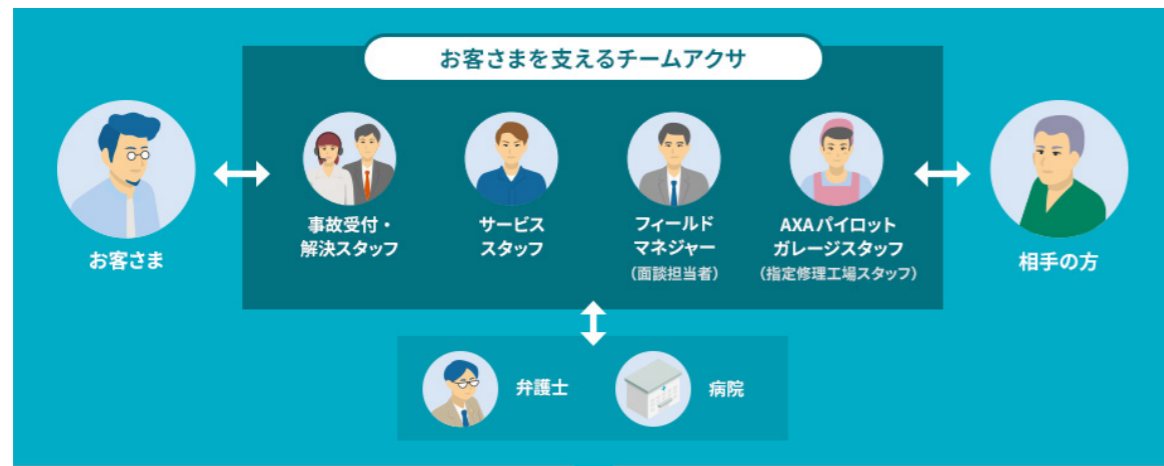 お客さまを支えるチームアクサ
お客さま
事故受付・
解決スタッフ
サービス
スタッフ
フィールド
マネジャー
（面談担当者）
AXAパイロット
ガレージスタッフ
（指定修理工場スタッフ）
相手の方
弁護士
病院